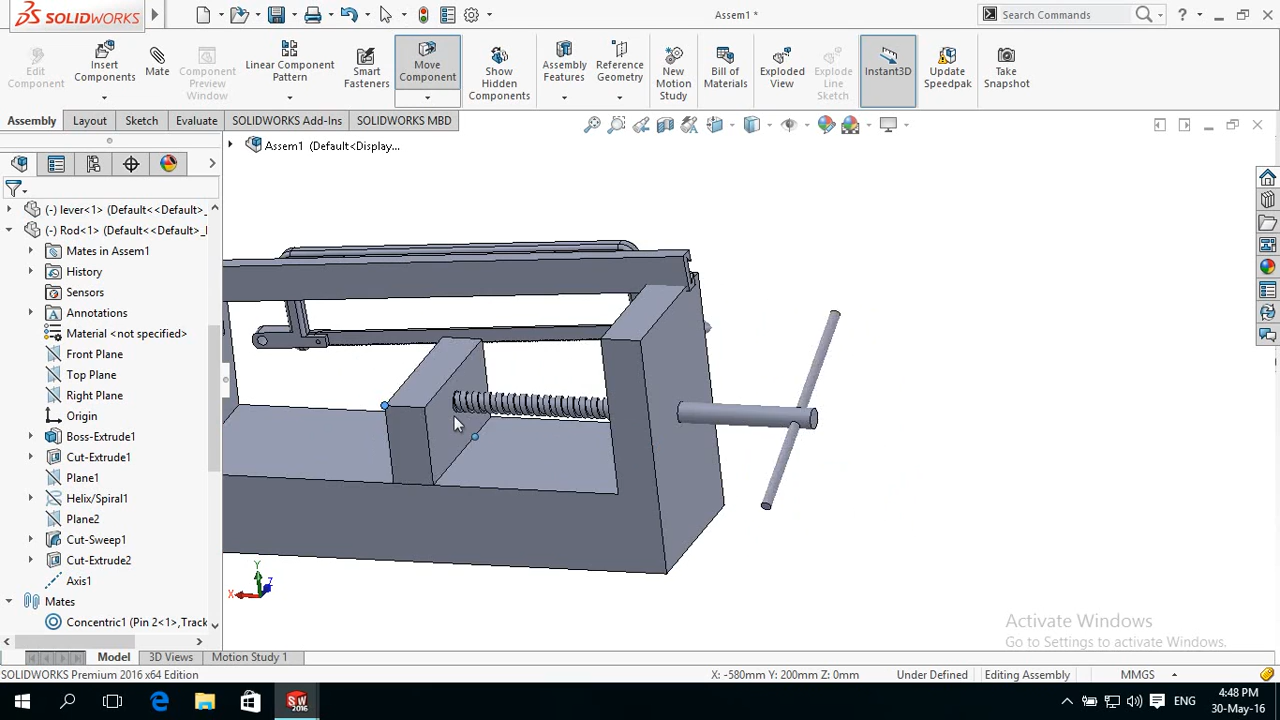 SOLIDWORKS
Assem1 *
Search Commands
Edit Component
Insert Components
Mate
Component Preview Window
Linear Component Pattern
Smart Fasteners
Move Component
Show Hidden Components
Assembly Features
Reference Geometry
New Motion Study
Bill of Materials
Exploded View
Explode Line Sketch
Instant3D
Update Speedpak
Take Snapshot
Assembly
Layout
Sketch
Evaluate
SOLIDWORKS Add-Ins
SOLIDWORKS MBD
Assem1 (Default<Display...
(-) lever<1> (Default<<Default>_
(-) Rod<1> (Default<<Default>_
Mates in Assem1
History
Sensors
Annotations
Material <not specified>
Front Plane
Top Plane
Right Plane
Origin
Boss-Extrude1
Cut-Extrude1
Plane1
Helix/Spiral1
Plane2
Cut-Sweep1
Cut-Extrude2
Axis1
Mates
Concentric1 (Pin 2<1>,Track
Y
X
Z
Activate Windows
Go to Settings to activate Windows.
Model
3D Views
Motion Study 1
SOLIDWORKS Premium 2016 x64 Edition
X: -580mm Y: 200mm Z: 0mm
Under Defined
Editing Assembly
MMGS
SW
2016
ENG
4:48 PM
30-May-16